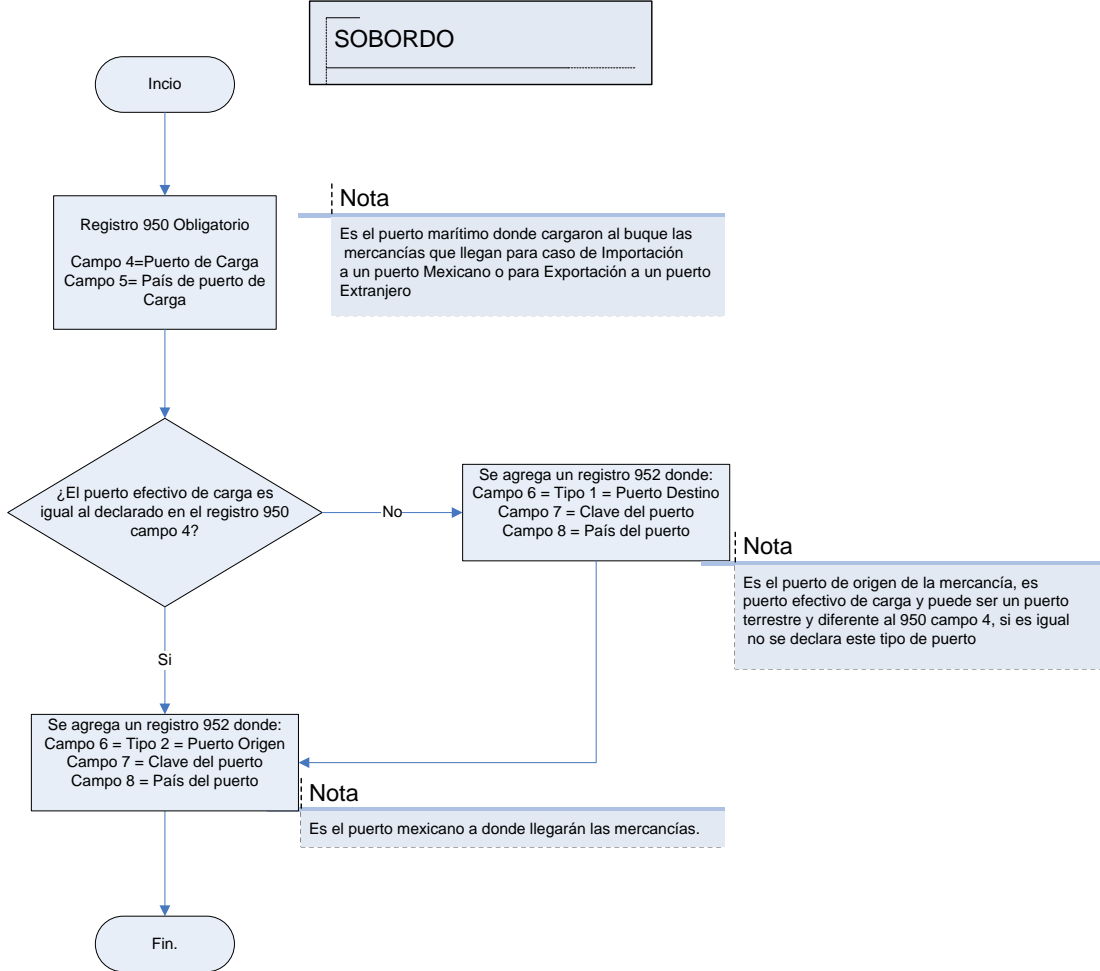 SOBORDO
Incio
Registro 950 Obligatorio
Campo 4=Puerto de Carga
Campo 5= País de puerto de
Carga
Nota
Es el puerto marítimo donde cargaron al buque las
mercancías que llegan para caso de Importación
a un puerto Mexicano o para Exportación a un puerto
Extranjero
¿El puerto efectivo de carga es
igual al declarado en el registro 950
campo 4?
No
Se agrega un registro 952 donde:
Campo 6 = Tipo 1 = Puerto Destino
Campo 7 = Clave del puerto
Campo 8 = País del puerto
Nota
Es el puerto de origen de la mercancía, es
puerto efectivo de carga y puede ser un puerto
terrestre y diferente al 950 campo 4, si es igual
no se declara este tipo de puerto
Si
Se agrega un registro 952 donde:
Campo 6 = Tipo 2 = Puerto Origen
Campo 7 = Clave del puerto
Campo 8 = País del puerto
Nota
Es el puerto mexicano a donde llegarán las mercancías.
Fin.